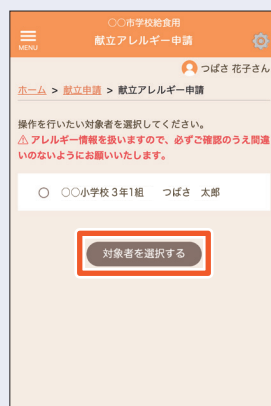 ○○市学校給食用
献立アレルギー申請
MENU
つばさ 花子さん
ホーム > 献立申請 > 献立アレルギー申請
操作を行いたい対象者を選択してください。
⚠ アレルギー情報を扱いますので、必ずご確認のうえ間違
いのないようにお願いいたします。
○○小学校３年1組 つばさ 太郎
対象者を選択する